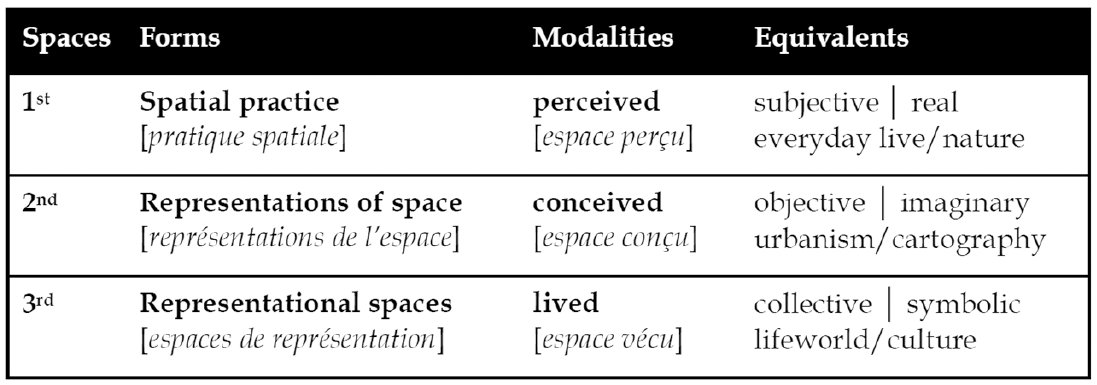 Spaces Forms Modalities Equivalents
1st Spatial practice perceived subjective | real
[pratique spatiale] [espace perçu] everyday live/nature
2nd Representations of space conceived objective | imaginary
[représentations de l'espace] [espace conçu] urbanism/cartography
3rd Representational spaces lived collective | symbolic
[espaces de représentation] [espace vécu] lifeworld/culture